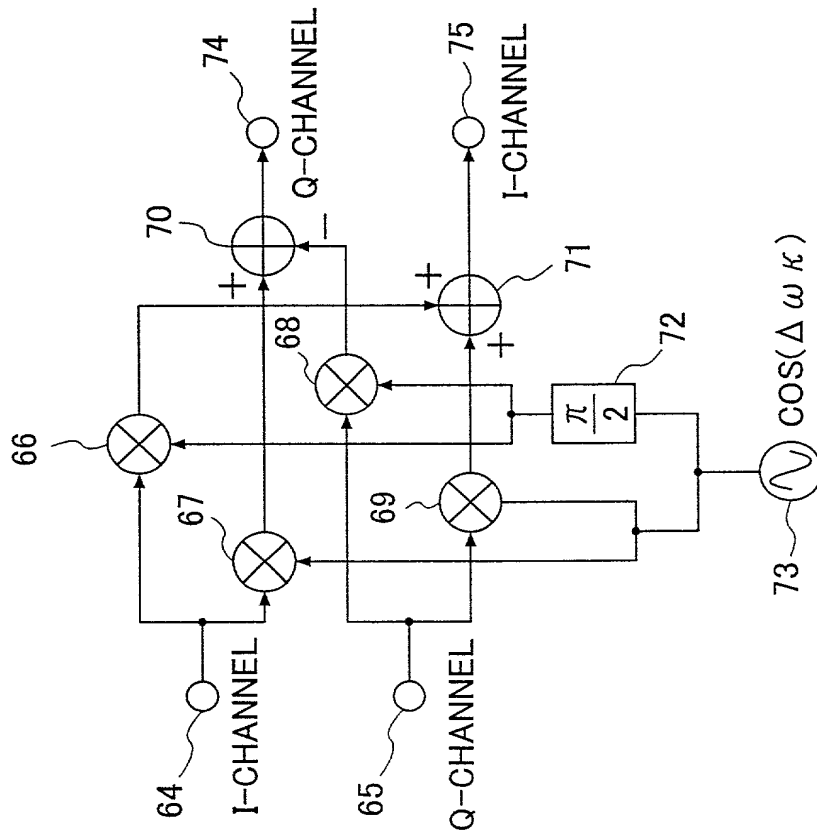 66
74
67
70
Q-CHANNEL
+
−
64
I-CHANNEL
68
75
+
+
I-CHANNEL
71
65
Q-CHANNEL
69
π
2
72
73
COS(Δωκ)